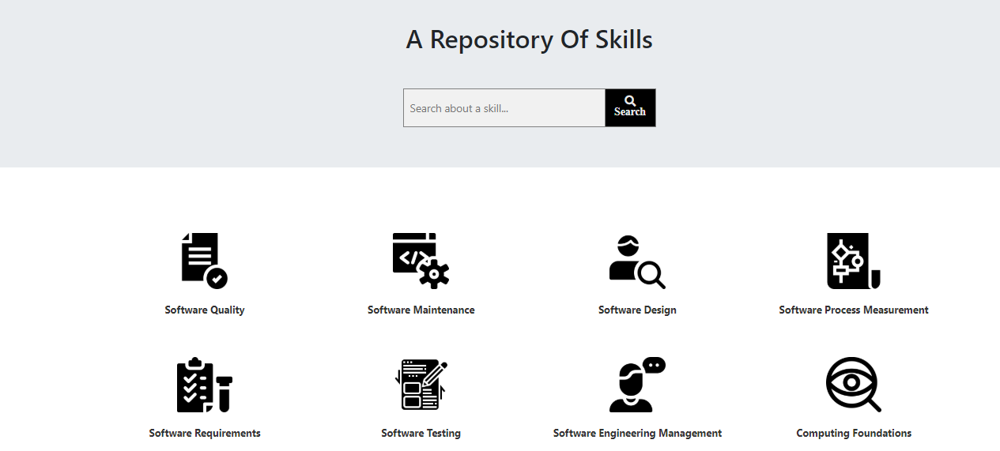 A Repository Of Skills
Search about a skill...
Search
Software Quality
Software Maintenance
Software Design
Software Process Measurement
Software Requirements
Software Testing
Software Engineering Management
Computing Foundations